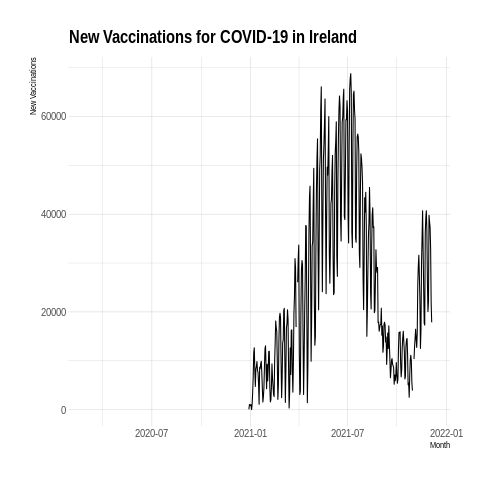 New Vaccinations for COVID-19 in Ireland
New Vaccinations
60000
40000
20000
0
2020-07
2021-01
2021-07
2022-01
Month